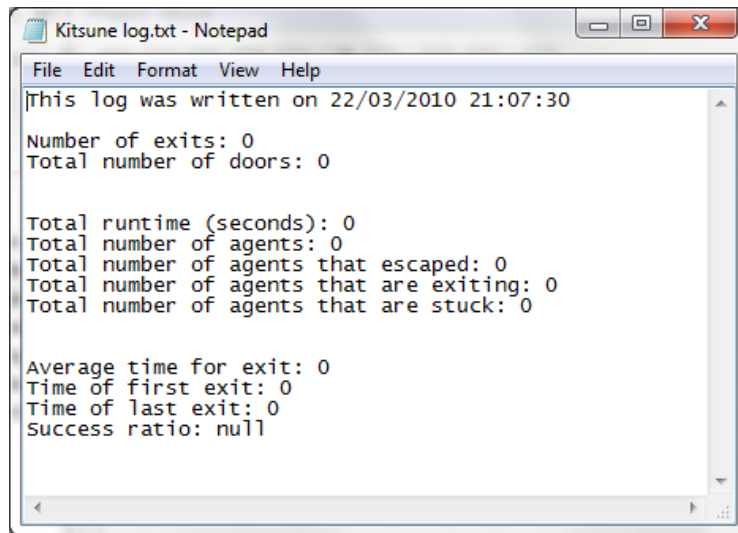 Kitsune log.txt - Notepad
File Edit Format View Help
This log was written on 22/03/2010 21:07:30
Number of exits: 0
Total number of doors: 0
Total runtime (seconds): 0
Total number of agents: 0
Total number of agents that escaped: 0
Total number of agents that are exiting: 0
Total number of agents that are stuck: 0
Average time for exit: 0
Time of first exit: 0
Time of last exit: 0
Success ratio: null